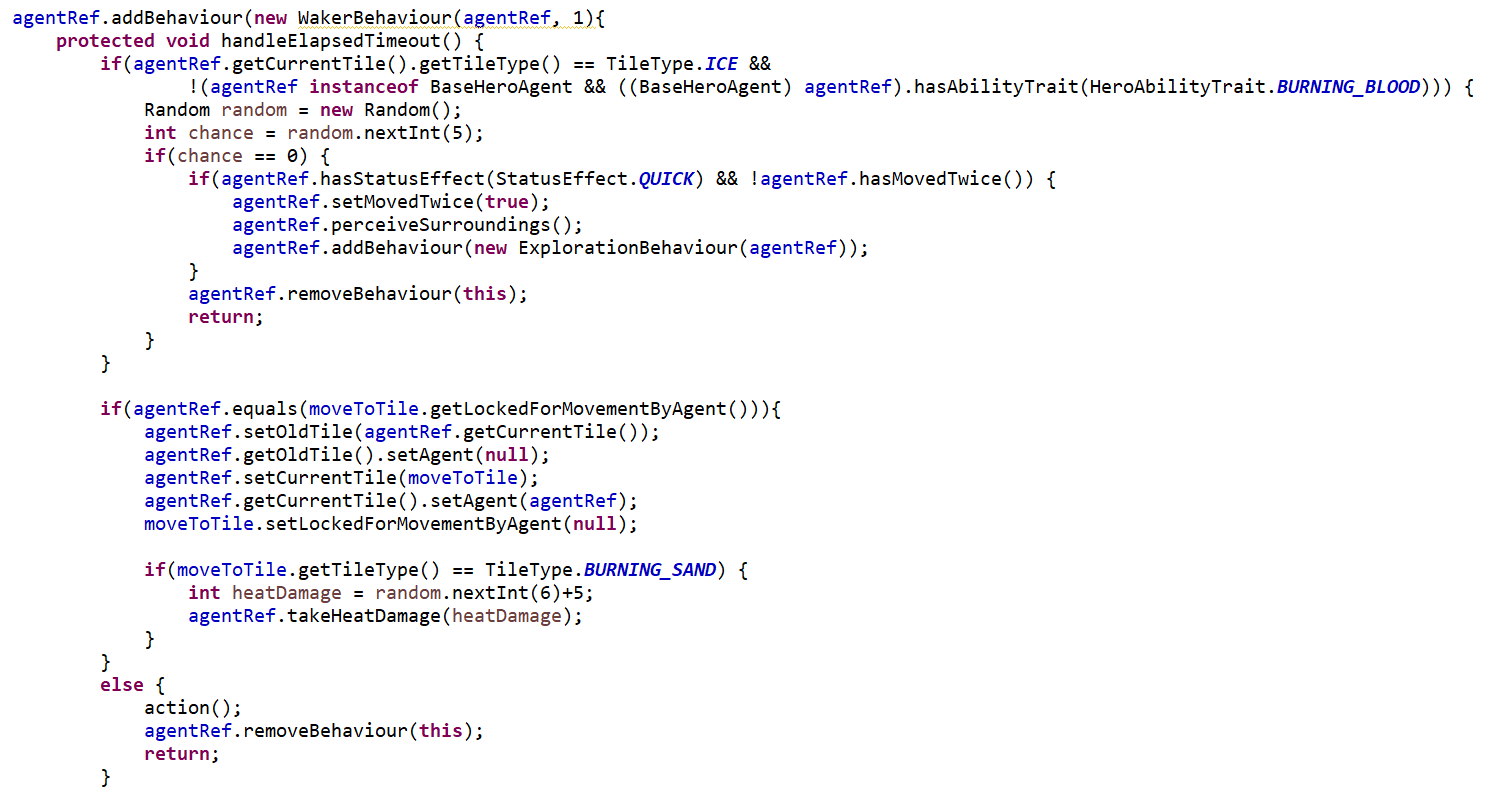 agentRef.addBehaviour(new WakerBehaviour(agentRef, 1){
    protected void handleElapsedTimeout() {
        if(agentRef.getCurrentTile().getTileType() == TileType.ICE &&
                !(agentRef instanceof BaseHeroAgent && ((BaseHeroAgent) agentRef).hasAbilityTrait(HeroAbilityTrait.BURNING_BLOOD))) {
            Random random = new Random();
            int chance = random.nextInt(5);
            if(chance == 0) {
                if(agentRef.hasStatusEffect(StatusEffect.QUICK) && !agentRef.hasMovedTwice()) {
                    agentRef.setMovedTwice(true);
                    agentRef.perceiveSurroundings();
                    agentRef.addBehaviour(new ExplorationBehaviour(agentRef));
                }
                agentRef.removeBehaviour(this);
                return;
            }
        }

        if(agentRef.equals(moveToTile.getLockedForMovementByAgent())){
            agentRef.setOldTile(agentRef.getCurrentTile());
            agentRef.getOldTile().setAgent(null);
            agentRef.setCurrentTile(moveToTile);
            agentRef.getCurrentTile().setAgent(agentRef);
            moveToTile.setLockedForMovementByAgent(null);

            if(moveToTile.getTileType() == TileType.BURNING_SAND) {
                int heatDamage = random.nextInt(6)+5;
                agentRef.takeHeatDamage(heatDamage);
            }
        }
        else {
            action();
            agentRef.removeBehaviour(this);
            return;
        }